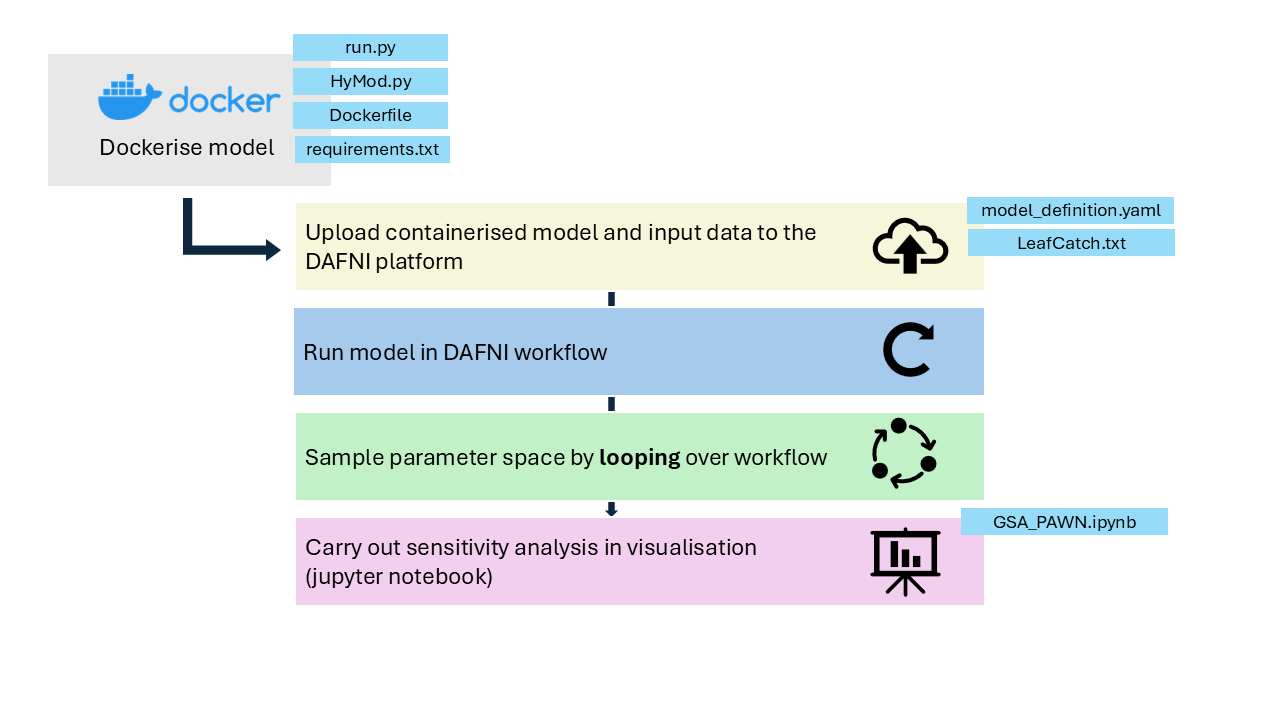 run.py
HyMod.py
docker
Dockerfile
Dockerise model
requirements.txt
Upload containerised model and input data to the
DAFNI platform
model_definition.yaml
LeafCatch.txt
Run model in DAFNI workflow
Sample parameter space by looping over workflow
GSA_PAWN.ipynb
Carry out sensitivity analysis in visualisation
(jupyter notebook)